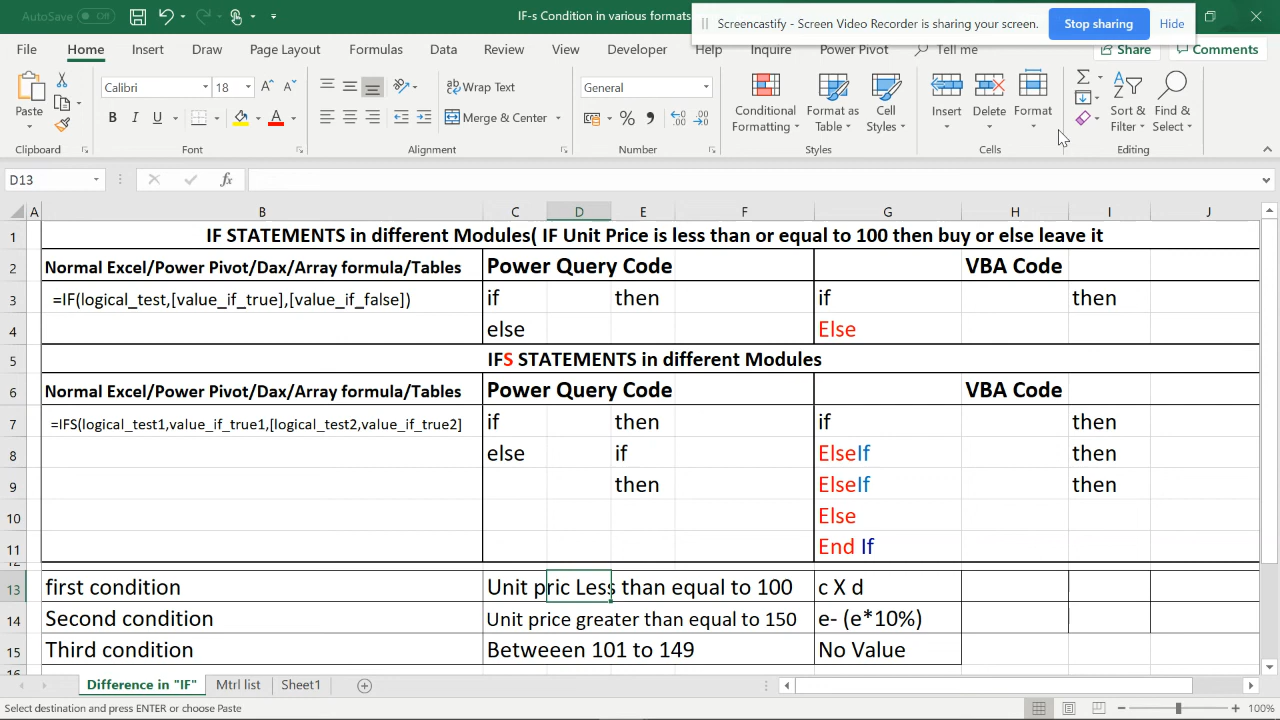 AutoSave Off
IF-s Condition in various formats
Screencastify - Screen Video Recorder is sharing your screen.
Stop sharing
Hide
File Home Insert Draw Page Layout Formulas Data Review View Developer Help Inquire Power Pivot Tell me Share Comments
Paste
Calibri 18
B I U
Wrap Text
Merge & Center
General
Conditional Formatting
Format as Table
Cell Styles
Insert Delete Format
Sort & Filter
Find & Select
Clipboard Font Alignment Number Styles Cells Editing
D13 fx
A B C D E F G H I J
1 IF STATEMENTS in different Modules( IF Unit Price is less than or equal to 100 then buy or else leave it
2 Normal Excel/Power Pivot/Dax/Array formula/Tables Power Query Code VBA Code
3 =IF(logical_test,[value_if_true],[value_if_false]) if then if then
4 else Else
5 IFS STATEMENTS in different Modules
6 Normal Excel/Power Pivot/Dax/Array formula/Tables Power Query Code VBA Code
7 =IFS(logical_test1,value_if_true1,[logical_test2,value_if_true2] if then if then
8 else if ElseIf then
9 then ElseIf then
10 Else
11 End If
13 first condition Unit pric Less than equal to 100 c X d
14 Second condition Unit price greater than equal to 150 e- (e*10%)
15 Third condition Betweeen 101 to 149 No Value
Difference in "IF" Mtrl list Sheet1
Select destination and press ENTER or choose Paste
100%